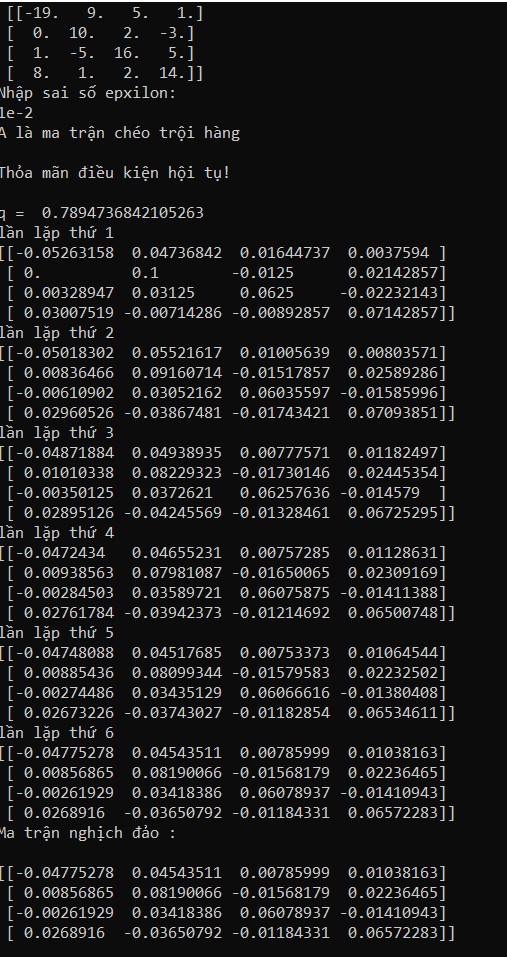 [[-19.   9.   5.   1.]
[  0.  10.   2.  -3.]
[  1.  -5.  16.   5.]
[  8.   1.   2.  14.]]
Nhập sai số epxilon:
1e-2
A là ma trận chéo trội hàng
Thỏa mãn điều kiện hội tụ!
q =  0.7894736842105263
lần lặp thứ 1
[[-0.05263158  0.04736842  0.01644737  0.0037594 ]
[ 0.          0.1        -0.0125      0.02142857]
[ 0.00328947  0.03125     0.0625     -0.02232143]
[ 0.03007519 -0.00714286 -0.00892857  0.07142857]]
lần lặp thứ 2
[[-0.05018302  0.05521617  0.01005639  0.00803571]
[ 0.00836466  0.09160714 -0.01517857  0.02589286]
[-0.00610902  0.03052162  0.06035597 -0.01585996]
[ 0.02960526 -0.03867481 -0.01743421  0.07093851]]
lần lặp thứ 3
[[-0.04871884  0.04938935  0.00777571  0.01182497]
[ 0.01010338  0.08229323 -0.01730146  0.02445354]
[-0.00350125  0.0372621   0.06257636 -0.014579  ]
[ 0.02895126 -0.04245569 -0.01328461  0.06725295]]
lần lặp thứ 4
[[-0.0472434   0.04655231  0.00757285  0.01128631]
[ 0.00938563  0.07981087 -0.01650065  0.02309169]
[-0.00284503  0.03589721  0.06075875 -0.01411388]
[ 0.02761784 -0.03942373 -0.01214692  0.06500748]]
lần lặp thứ 5
[[-0.04748088  0.04517685  0.00753373  0.01064544]
[ 0.00885436  0.08099344 -0.01579583  0.02232502]
[-0.00274486  0.03435129  0.06066616 -0.01380408]
[ 0.02673226 -0.03743027 -0.01182854  0.06534611]]
lần lặp thứ 6
[[-0.04775278  0.04543511  0.00785999  0.01038163]
[ 0.00856865  0.08190066 -0.01568179  0.02236465]
[-0.00261929  0.03418386  0.06078937 -0.01410943]
[ 0.0268916  -0.03650792 -0.01184331  0.06572283]]
Ma trận nghịch đảo :
[[-0.04775278  0.04543511  0.00785999  0.01038163]
[ 0.00856865  0.08190066 -0.01568179  0.02236465]
[-0.00261929  0.03418386  0.06078937 -0.01410943]
[ 0.0268916  -0.03650792 -0.01184331  0.06572283]]